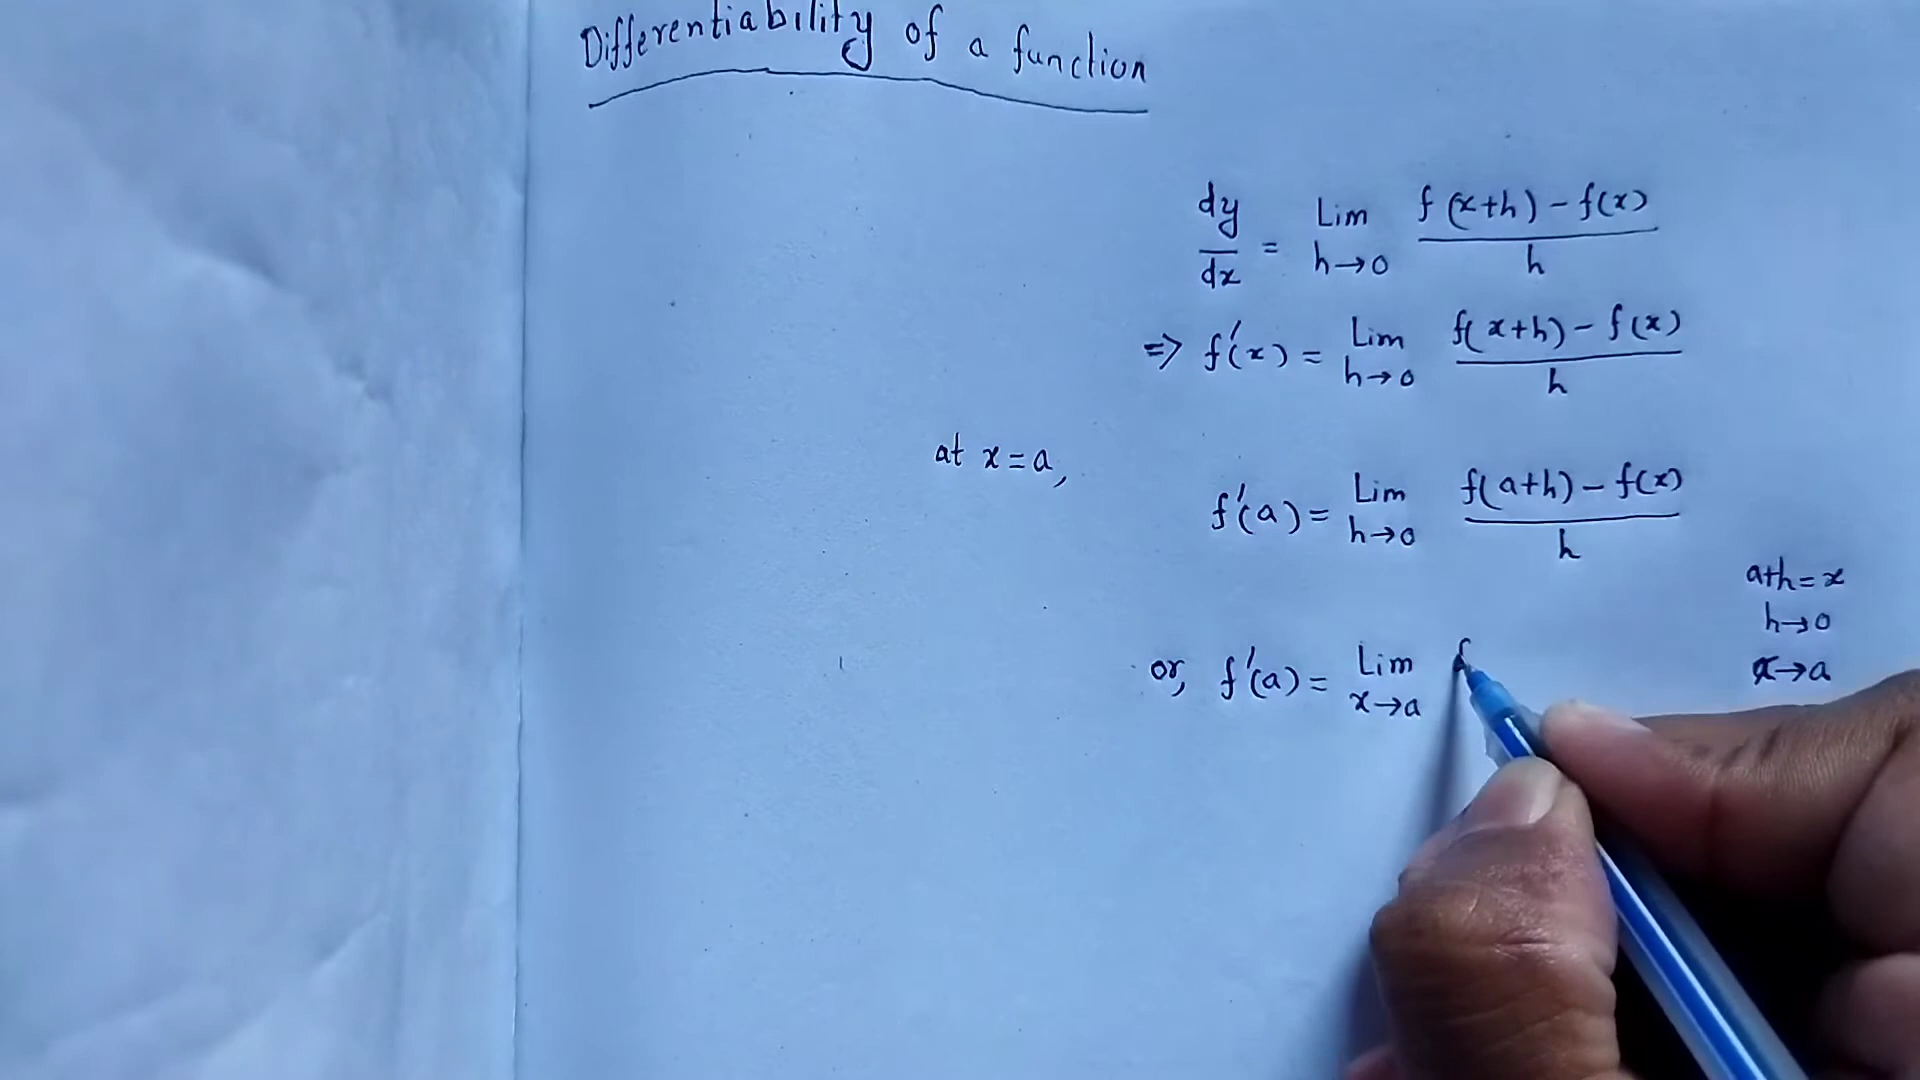 Differentiability of a function
dy/dx = Lim h→0 f(x+h) - f(x) / h
=> f'(x) = Lim h→0 f(x+h) - f(x) / h
at x = a,
f'(a) = Lim h→0 f(a+h) - f(x) / h
a+h = x
h→0
x→a
or, f'(a) = Lim x→a f